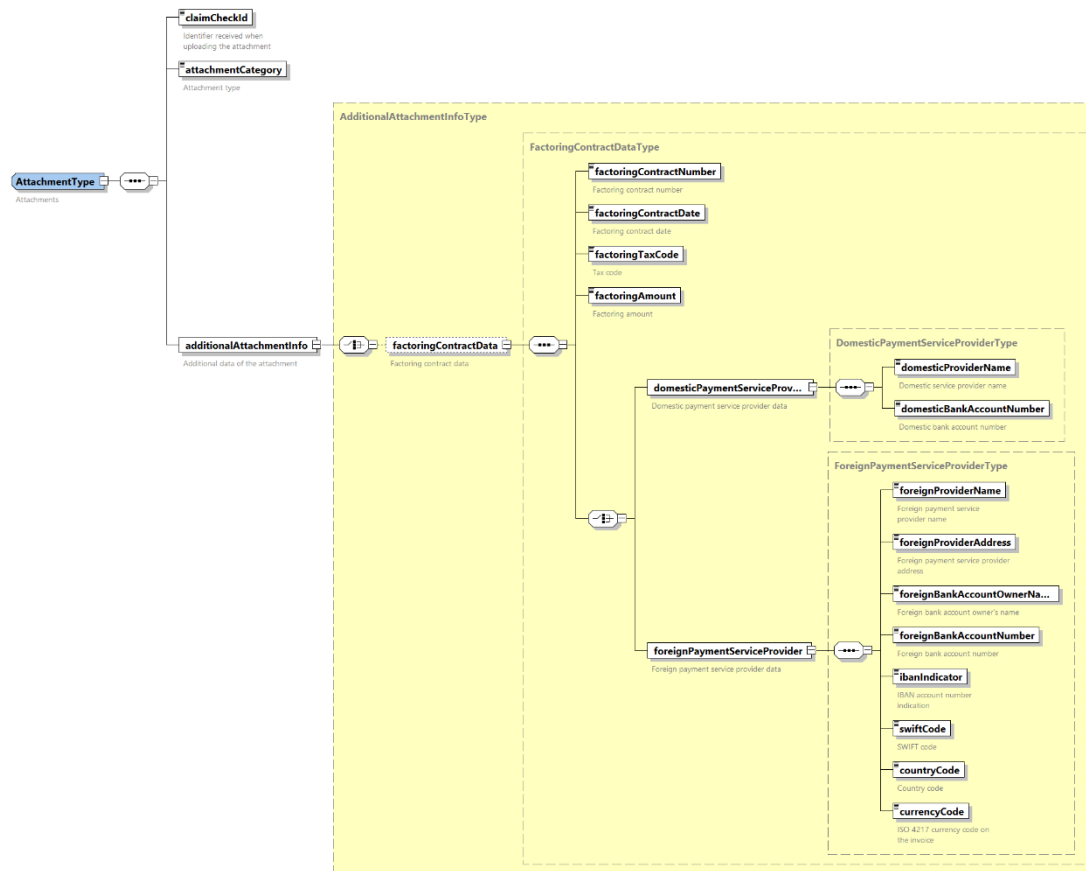 claimCheckId
Identifier received when
uploading the attachment
attachmentCategory
Attachment type
AttachmentType
Attachments
additionalAttachmentInfo
Additional data of the attachment
AdditionalAttachmentInfoType
factoringContractData
Factoring contract data
FactoringContractDataType
factoringContractNumber
Factoring contract number
factoringContractDate
Factoring contract date
factoringTaxCode
Tax code
factoringAmount
Factoring amount
domesticPaymentServiceProv...
Domestic payment service provider data
DomesticPaymentServiceProviderType
domesticProviderName
Domestic service provider name
domesticBankAccountNumber
Domestic bank account number
foreignPaymentServiceProvider
Foreign payment service provider data
ForeignPaymentServiceProviderType
foreignProviderName
Foreign payment service
provider name
foreignProviderAddress
Foreign payment service provider
address
foreignBankAccountOwnerNa...
Foreign bank account owner's name
foreignBankAccountNumber
Foreign bank account number
ibanIndicator
IBAN account number
indication
swiftCode
SWIFT code
countryCode
Country code
currencyCode
ISO 4217 currency code on
the invoice